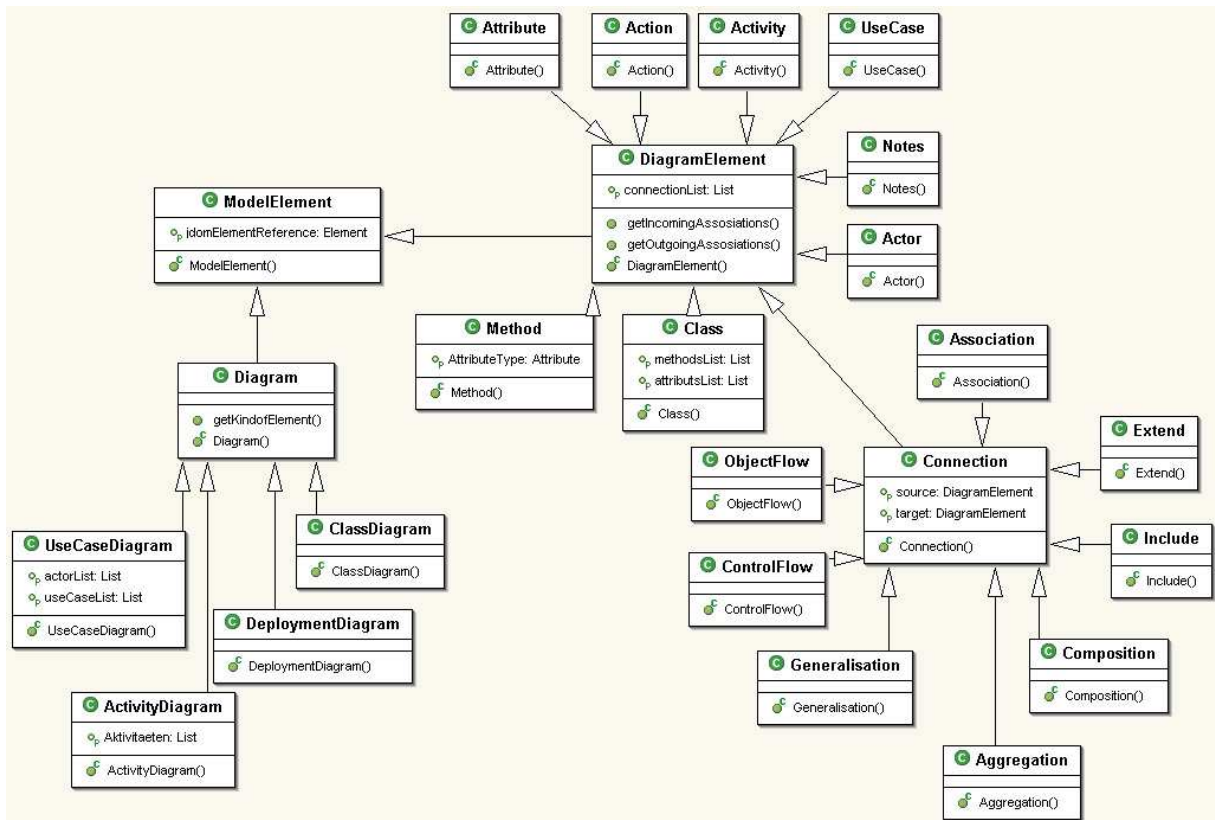 Attribute
Attribute()
Action
Action()
Activity
Activity()
UseCase
UseCase()
DiagramElement
connectionList: List
getIncomingAssosiations()
getOutgoingAssosiations()
DiagramElement()
Notes
Notes()
Actor
Actor()
ModelElement
jdomElementReference: Element
ModelElement()
Method
AttributeType: Attribute
Method()
Class
methodsList: List
attributsList: List
Class()
Association
Association()
Diagram
getKindofElement()
Diagram()
ObjectFlow
ObjectFlow()
Connection
source: DiagramElement
target: DiagramElement
Connection()
Extend
Extend()
UseCaseDiagram
actorList: List
useCaseList: List
UseCaseDiagram()
ClassDiagram
ClassDiagram()
ControlFlow
ControlFlow()
Include
Include()
DeploymentDiagram
DeploymentDiagram()
Generalisation
Generalisation()
Composition
Composition()
ActivityDiagram
Aktivitaeten: List
ActivityDiagram()
Aggregation
Aggregation()